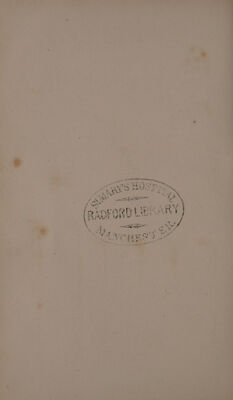 ST MARY'S HOSPITAL
RADFORD LIBRARY
MANCHESTER.